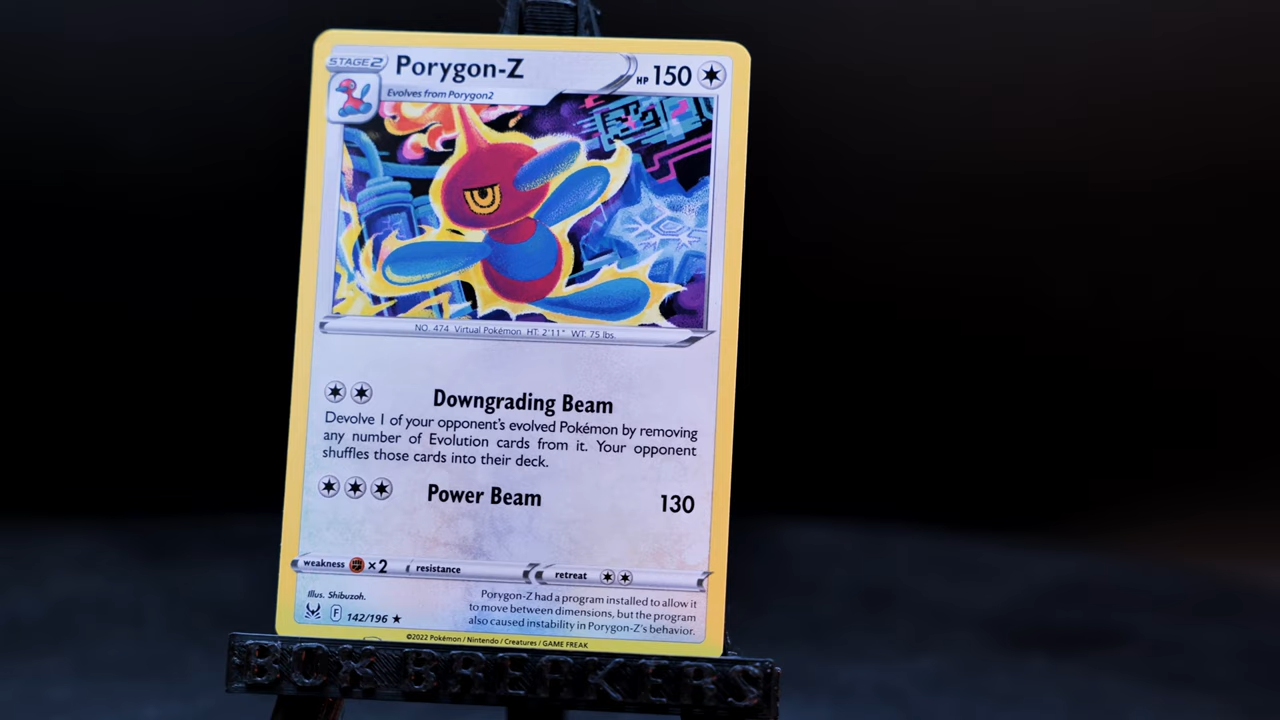 STAGE 2
Porygon-Z
HP 150
Evolves from Porygon2
NO. 474 Virtual Pokémon HT: 2'11" WT: 75 lbs.
Downgrading Beam
Devolve 1 of your opponent's evolved Pokémon by removing
any number of Evolution cards from it. Your opponent
shuffles those cards into their deck.
Power Beam 130
weakness ×2 resistance retreat
Illus. Shibuzoh.
F 142/196 ★
Porygon-Z had a program installed to allow it
to move between dimensions, but the program
also caused instability in Porygon-Z's behavior.
©2022 Pokémon / Nintendo / Creatures / GAME FREAK
BOX BREAKERS